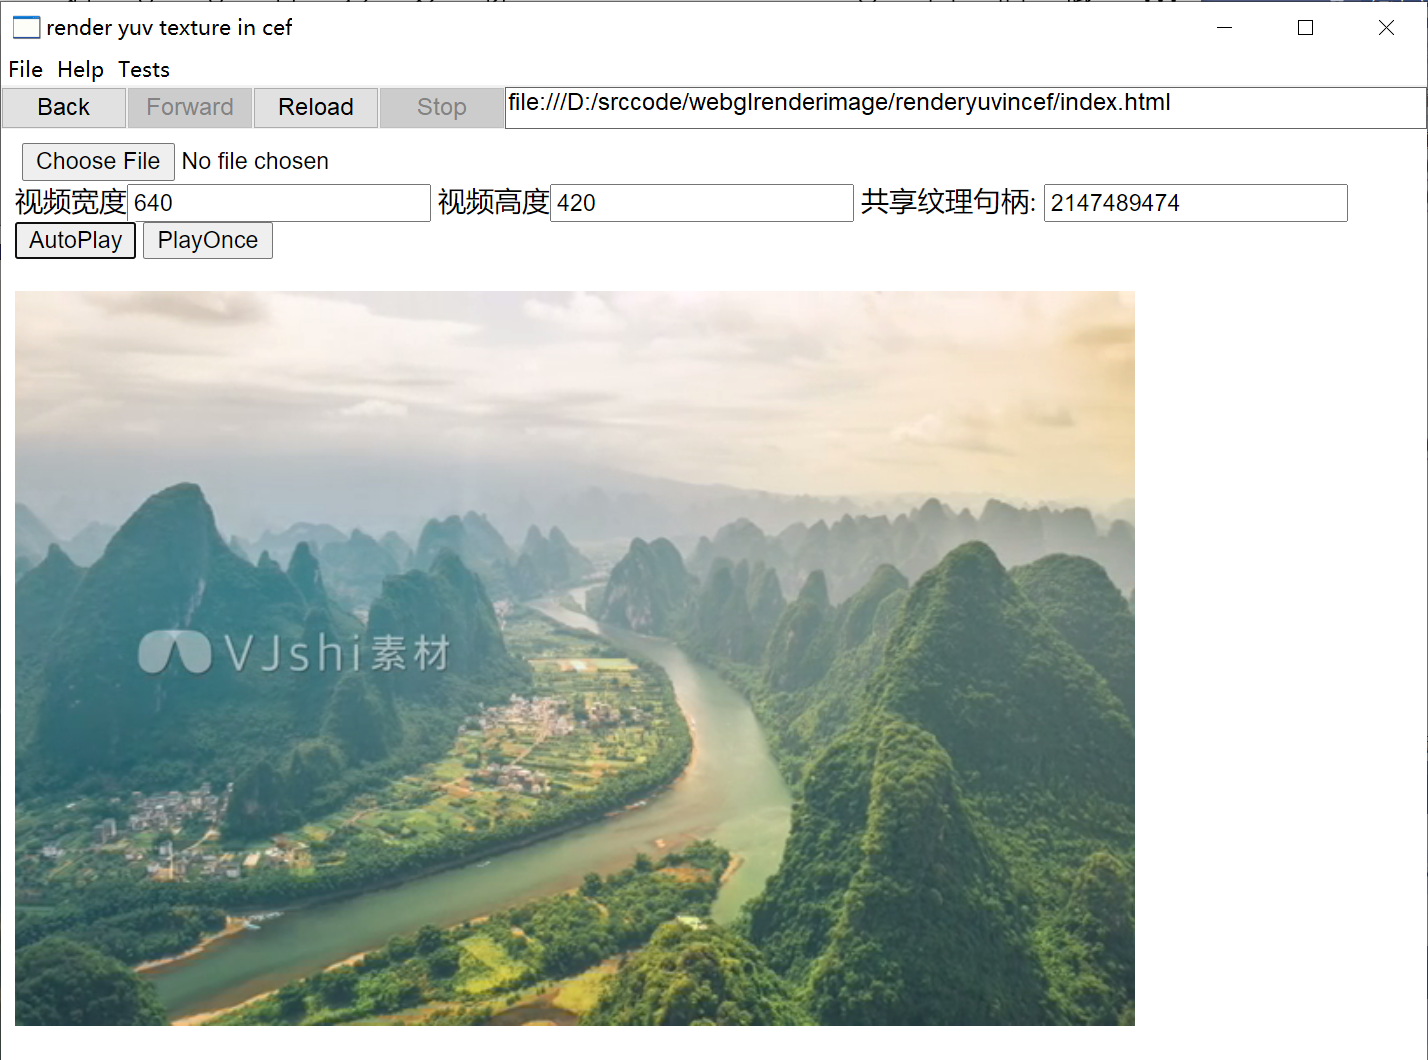 render yuv texture in cef
File Help Tests
Back Forward Reload Stop file:///D:/srccode/webglrenderimage/renderyuvincef/index.html
Choose File No file chosen
视频宽度 640 视频高度 420 共享纹理句柄: 2147489474
AutoPlay PlayOnce
VJshi素材